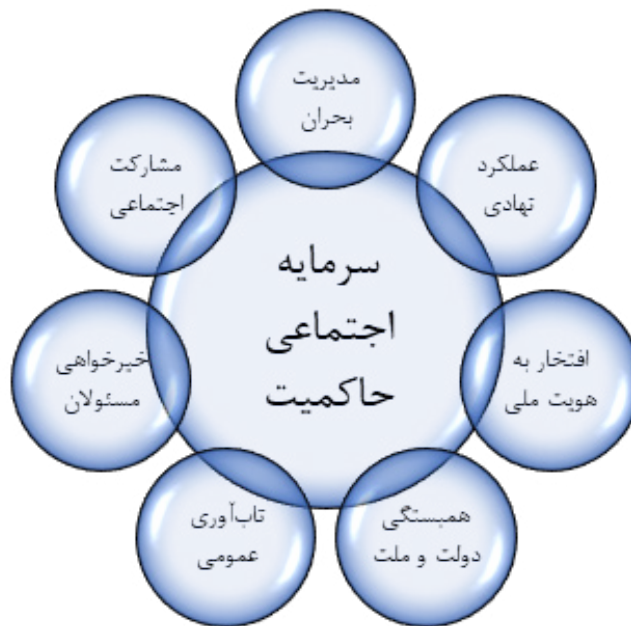 مدیریت
بحران
عملکرد
نهادی
افتخار به
هویت ملی
همبستگی
دولت و ملت
تاب‌آوری
عمومی
خیرخواهی
مسئولان
مشارکت
اجتماعی
سرمایه
اجتماعی
حاکمیت